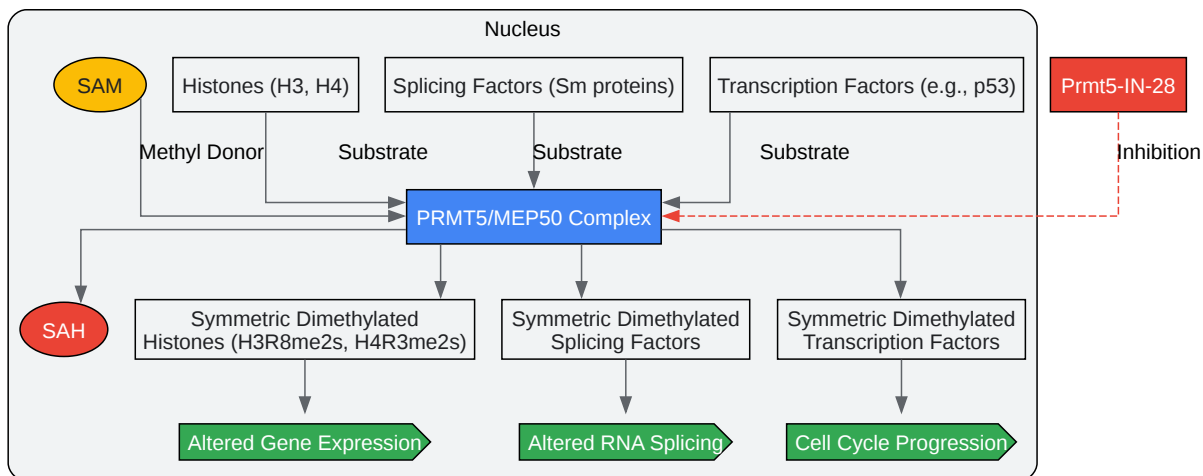 Nucleus
SAM
Histones (H3, H4)
Splicing Factors (Sm proteins)
Transcription Factors (e.g., p53)
Prmt5-IN-28
Methyl Donor
Substrate
Substrate
Substrate
Inhibition
PRMT5/MEP50 Complex
SAH
Symmetric Dimethylated
Histones (H3R8me2s, H4R3me2s)
Symmetric Dimethylated
Splicing Factors
Symmetric Dimethylated
Transcription Factors
Altered Gene Expression
Altered RNA Splicing
Cell Cycle Progression